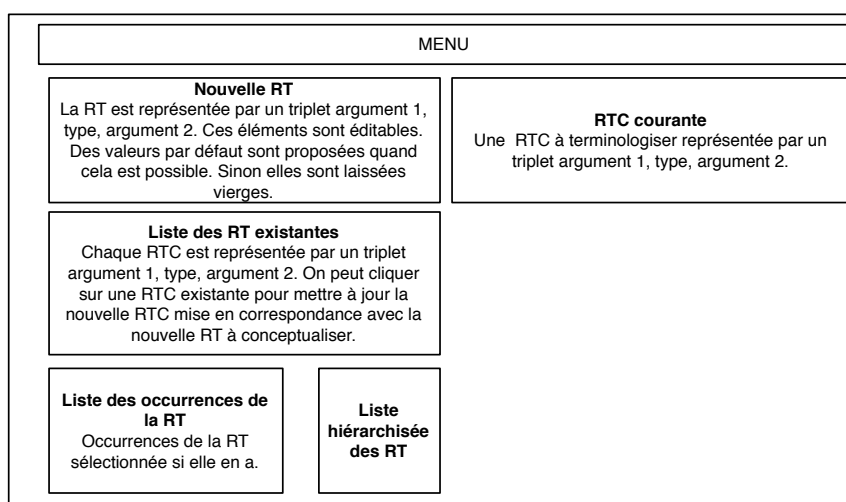 MENU
Nouvelle RT
La RT est représentée par un triplet argument 1,
type, argument 2. Ces éléments sont éditables.
Des valeurs par défaut sont proposées quand
cela est possible. Sinon elles sont laissées
vierges.
RTC courante
Une RTC à terminologiser représentée par un
triplet argument 1, type, argument 2.
Liste des RT existantes
Chaque RTC est représentée par un triplet
argument 1, type, argument 2. On peut cliquer
sur une RTC existante pour mettre à jour la
nouvelle RTC mise en correspondance avec la
nouvelle RT à conceptualiser.
Liste des occurrences de
la RT
Occurrences de la RT
sélectionnée si elle en a.
Liste
hiérarchisée
des RT